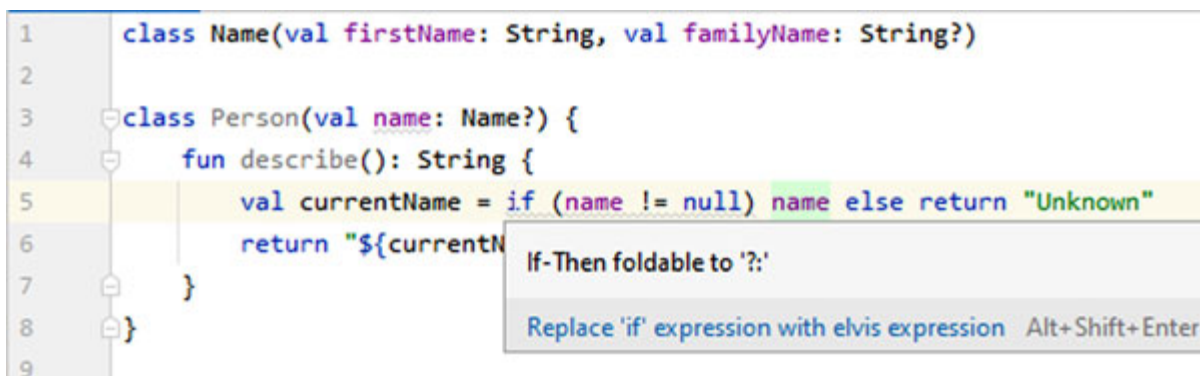 1 class Name(val firstName: String, val familyName: String?)
2
3 class Person(val name: Name?) {
4 fun describe(): String {
5 val currentName = if (name != null) name else return "Unknown"
6 return "${currentN
If-Then foldable to '?:'
7 }
8 }
Replace 'if' expression with elvis expression Alt+Shift+Enter
9